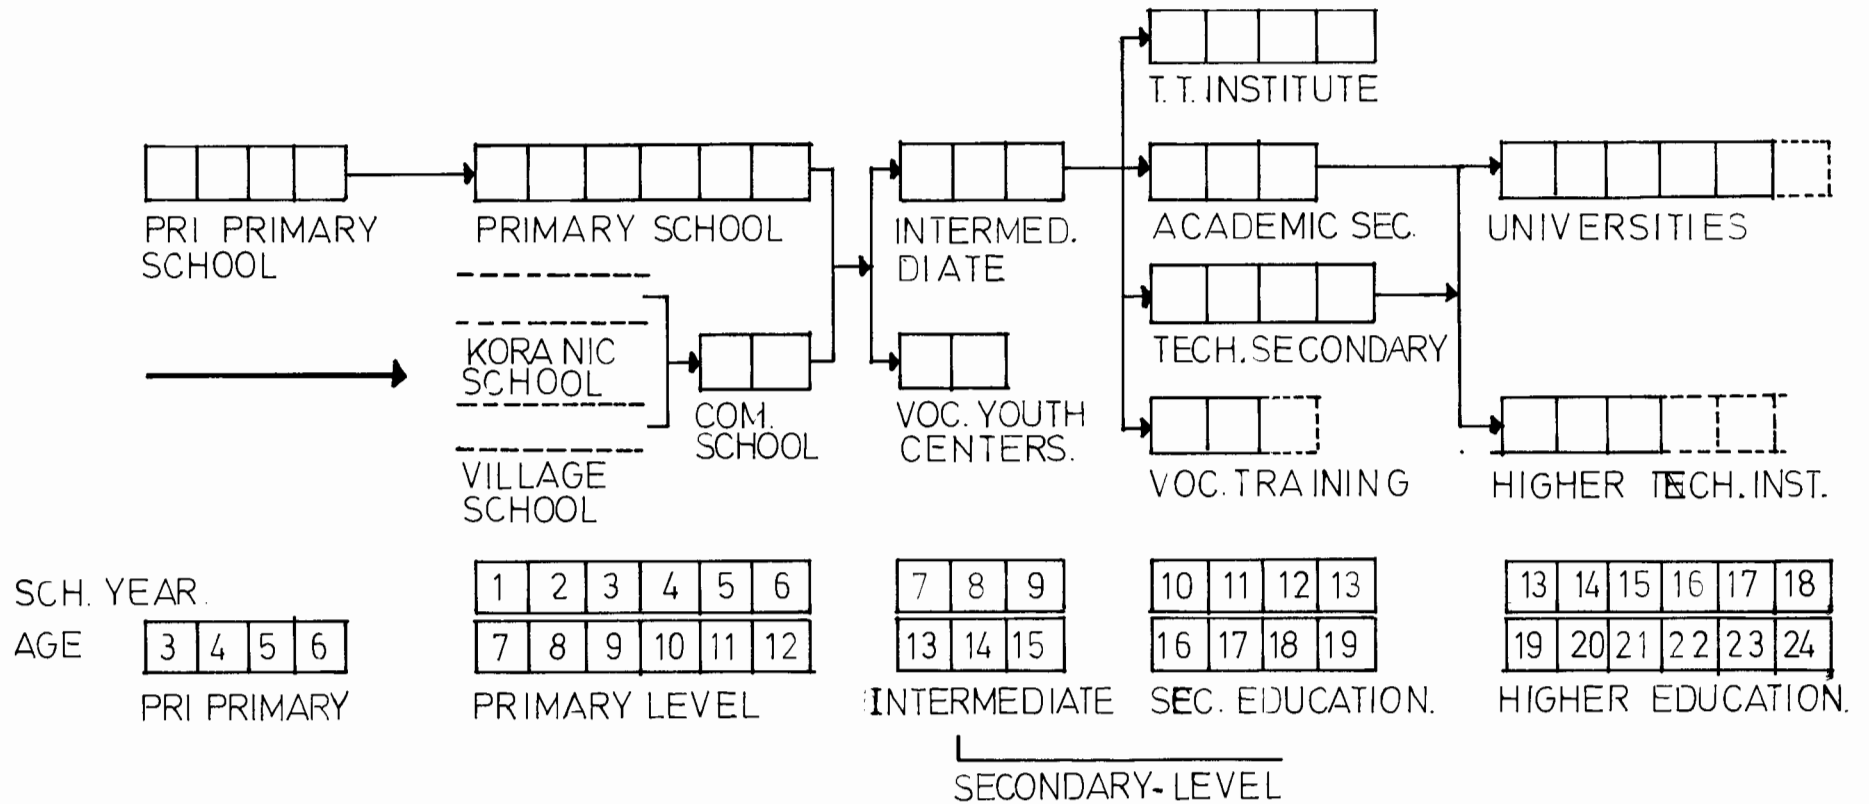 T.T. INSTITUTE
PRI PRIMARY
SCHOOL
PRIMARY SCHOOL
INTERMED.
DIATE
ACADEMIC SEC.
UNIVERSITIES
KORANIC
SCHOOL
COM.
SCHOOL
VOC. YOUTH
CENTERS.
TECH. SECONDARY
VILLAGE
SCHOOL
VOC. TRAINING
HIGHER TECH. INST.
SCH. YEAR. 1 2 3 4 5 6 7 8 9 10 11 12 13 13 14 15 16 17 18
AGE 3 4 5 6 7 8 9 10 11 12 13 14 15 16 17 18 19 19 20 21 22 23 24
PRI PRIMARY PRIMARY LEVEL INTERMEDIATE SEC. EDUCATION. HIGHER EDUCATION.
SECONDARY-LEVEL